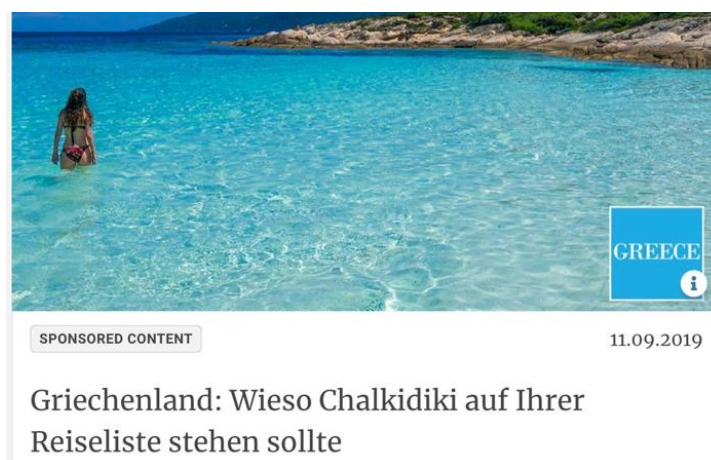 GREECE
i
SPONSORED CONTENT
11.09.2019
Griechenland: Wieso Chalkidiki auf Ihrer
Reiseliste stehen sollte